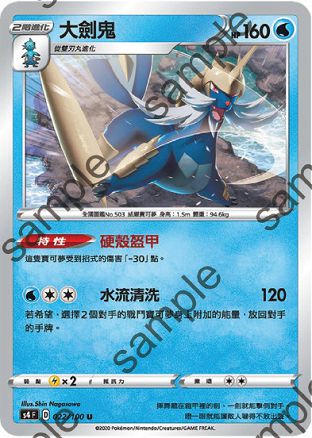 2階進化
大劍鬼
HP160
從雙刃丸進化
sample
全國圖鑑No.503 威嚴寶可夢 身高：1.5m 體重：94.6kg
特性 硬殼盔甲
這隻寶可夢受到招式的傷害「-30」點。
水流清洗 120
若希望，選擇2個對手的戰鬥寶可夢身上附加的能量，放回對手的手牌。
弱點 ×2 抵抗力 撤退
Illus.Shin Nagasawa
S4 F D 022/100 U
©2020 Pokémon/Nintendo/Creatures/GAME FREAK.